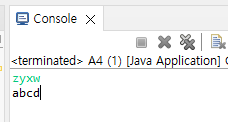 Console
<terminated> A4 (1) [Java Application]
zyxw
abcd